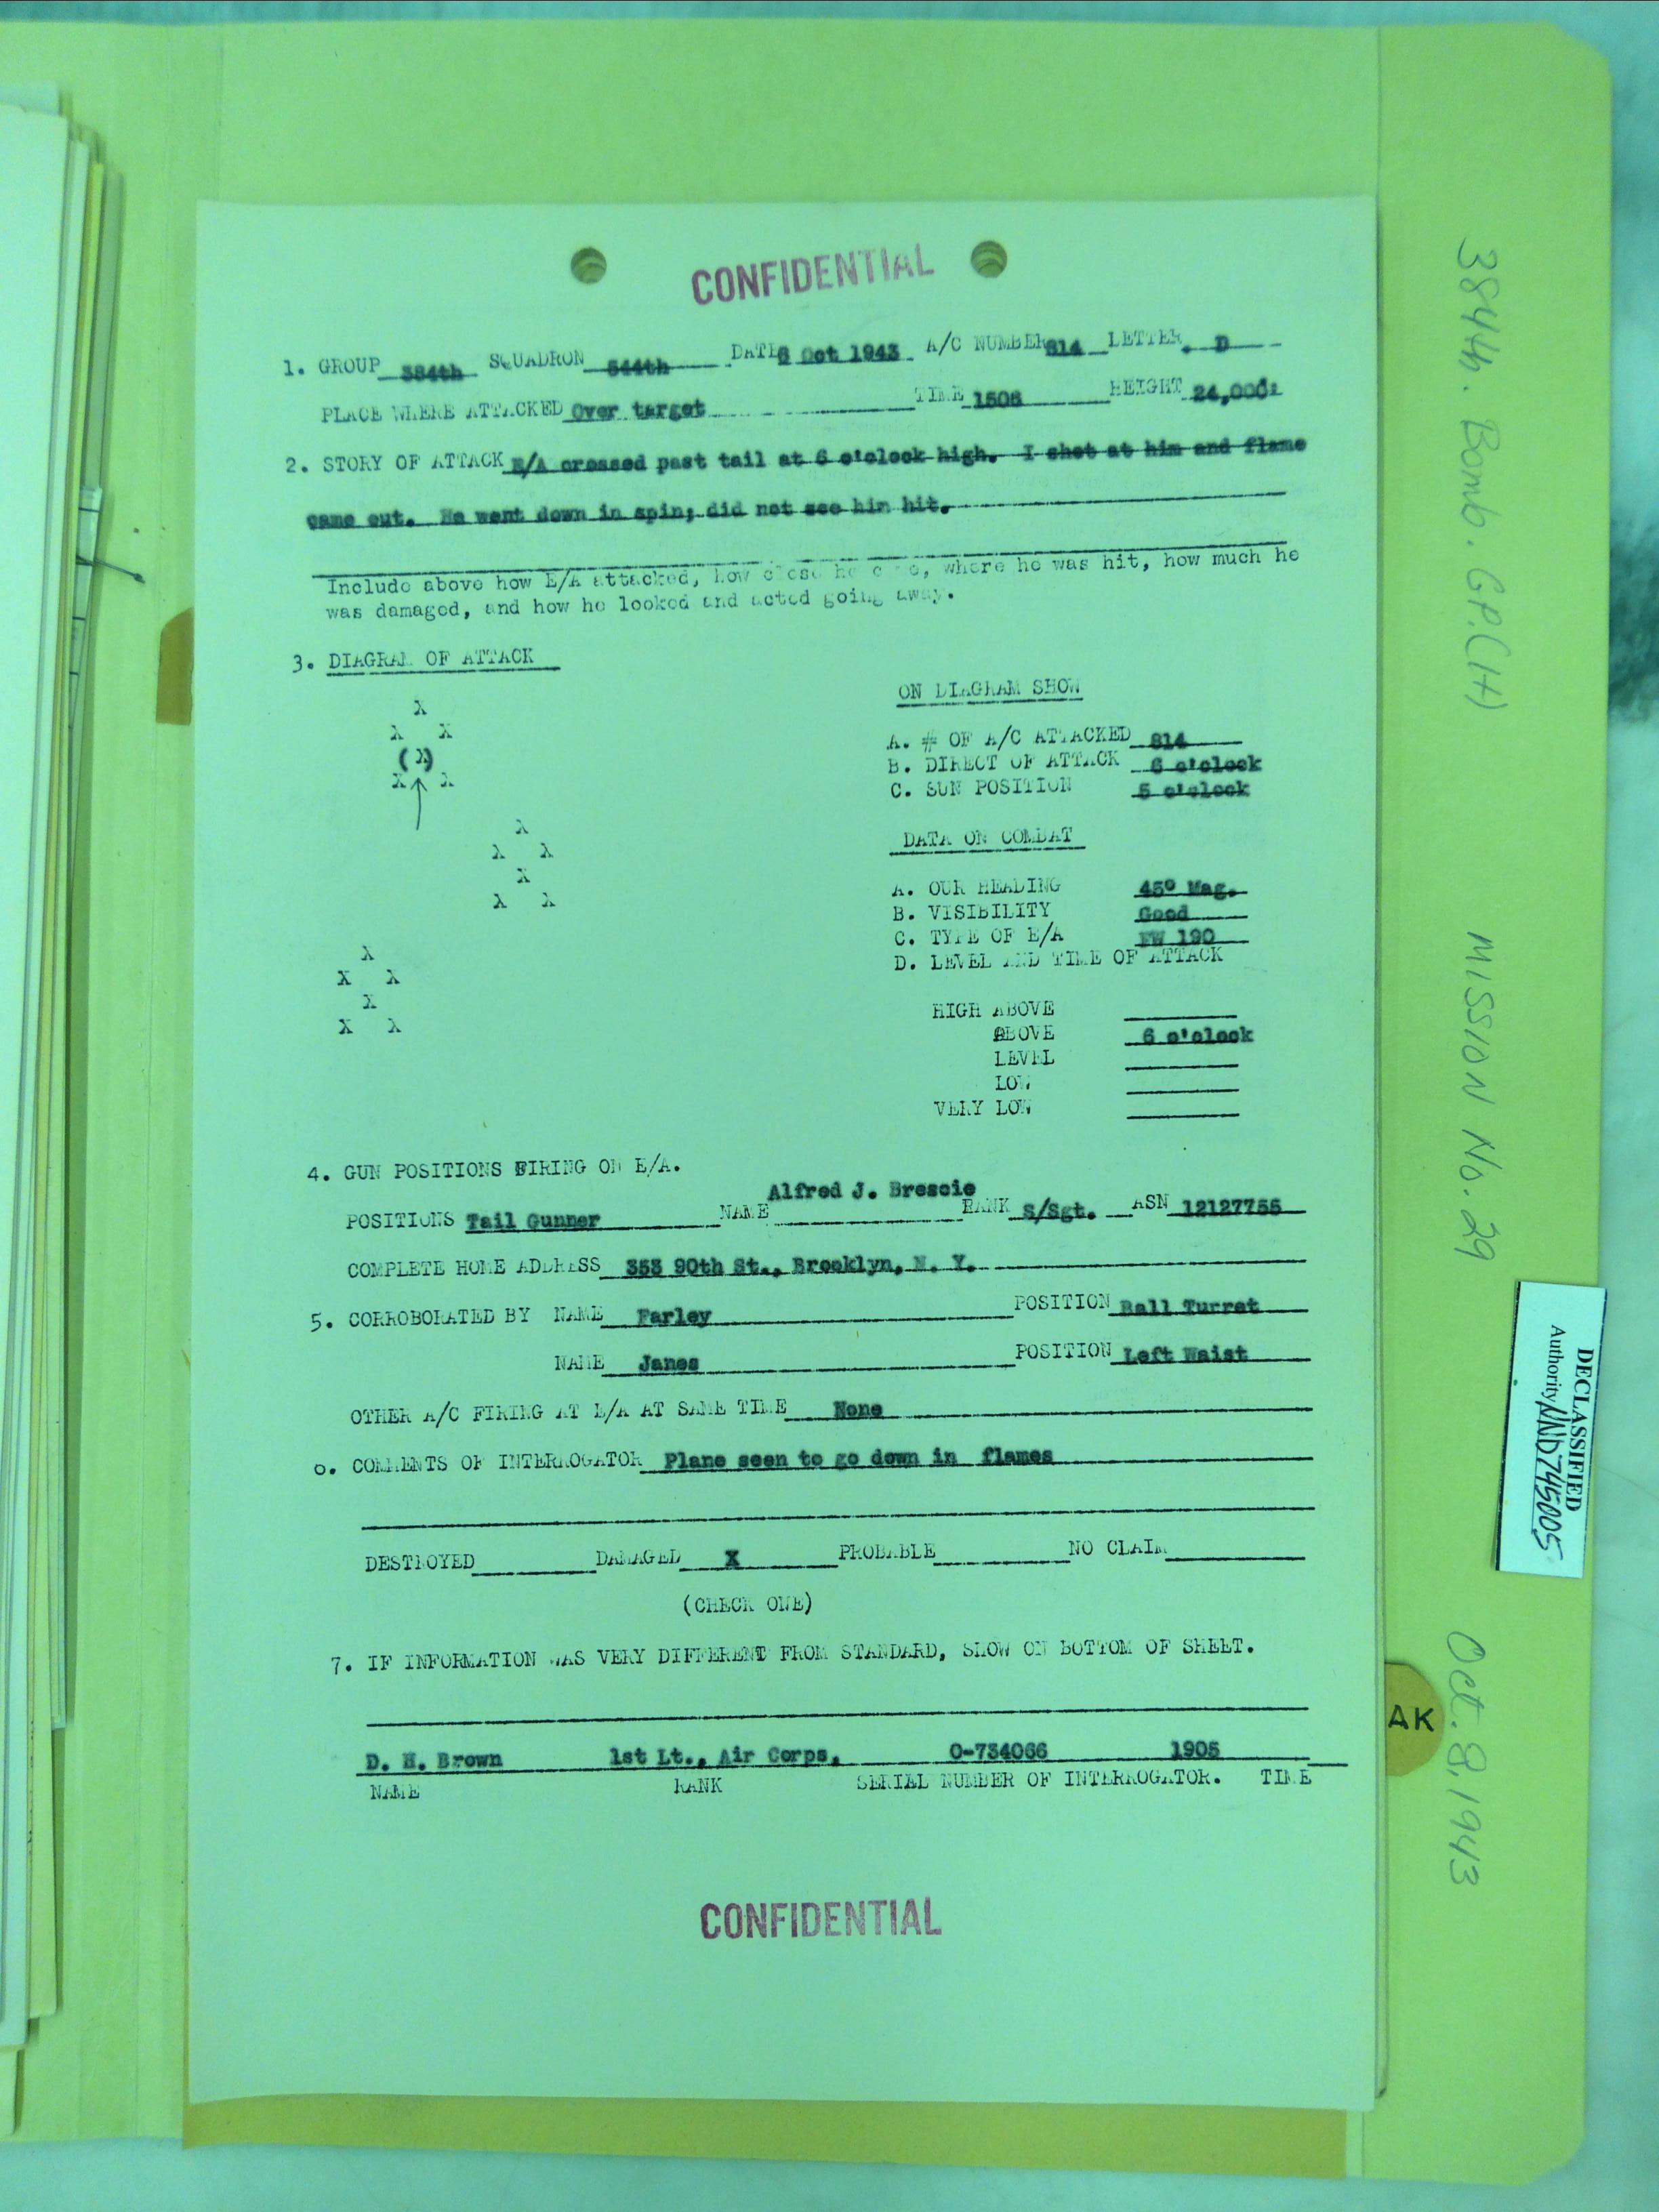 CONFIDENTIAL
1. GROUP 384th SQUADRON 544th DATE 8 Oct 1943 A/C NUMBER 814 LETTER D
PLACE WHERE ATTACKED Over target TIME 1508 HEIGHT 24,000'
2. STORY OF ATTACK E/A crossed past tail at 6 o'clock high. I shot at him and flame
came out. He went down in spin; did not see him hit.
Include above how E/A attacked, how close he came, where he was hit, how much he
was damaged, and how he looked and acted going away.
3. DIAGRAM OF ATTACK
X
X X
(X)
X X
X
X X
X
X X
X
X X
X
X X
ON DIAGRAM SHOW
A. # OF A/C ATTACKED 814
B. DIRECT OF ATTACK 6 o'clock
C. SUN POSITION 5 o'clock
DATA ON COMBAT
A. OUR HEADING 45° Mag.
B. VISIBILITY Good
C. TYPE OF E/A FW 190
D. LEVEL AND TIME OF ATTACK
HIGH ABOVE
ABOVE 6 o'clock
LEVEL
LOW
VERY LOW
4. GUN POSITIONS FIRING ON E/A.
POSITIONS Tail Gunner NAME Alfred J. Brescie RANK S/Sgt. ASN 12127755
COMPLETE HOME ADDRESS 353 90th St., Brooklyn, N. Y.
5. CORROBORATED BY NAME Farley POSITION Ball Turret
NAME Janes POSITION Left Waist
OTHER A/C FIRING AT E/A AT SAME TIME None
6. COMMENTS OF INTERROGATOR Plane seen to go down in flames
DESTROYED DAMAGED X PROBABLE NO CLAIM
(CHECK ONE)
7. IF INFORMATION WAS VERY DIFFERENT FROM STANDARD, SHOW ON BOTTOM OF SHEET.
D. H. Brown 1st Lt., Air Corps, O-734066 1905
NAME RANK SERIAL NUMBER OF INTERROGATOR. TIME
CONFIDENTIAL
384th. Bomb. GP.(H) MISSION No. 29 Oct. 8, 1943
DECLASSIFIED
Authority NND745005
AK